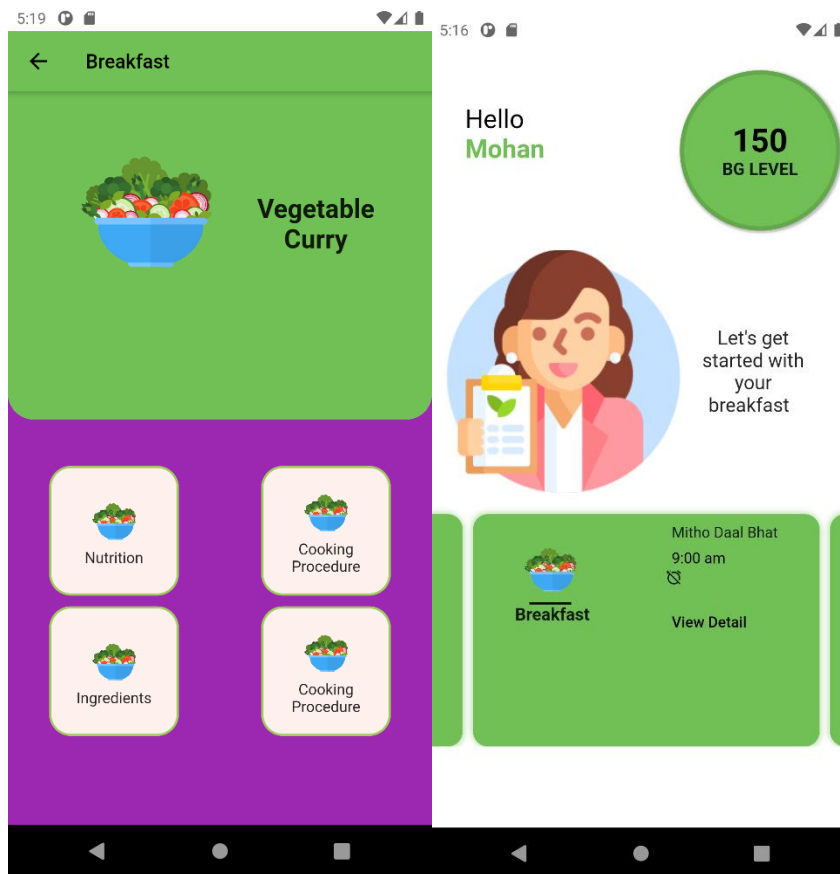 5:19
Breakfast
Vegetable
Curry
Nutrition
Cooking
Procedure
Ingredients
Cooking
Procedure
5:16
Hello
Mohan
150
BG LEVEL
Let's get
started with
your
breakfast
Mitho Daal Bhat
9:00 am
Breakfast
View Detail